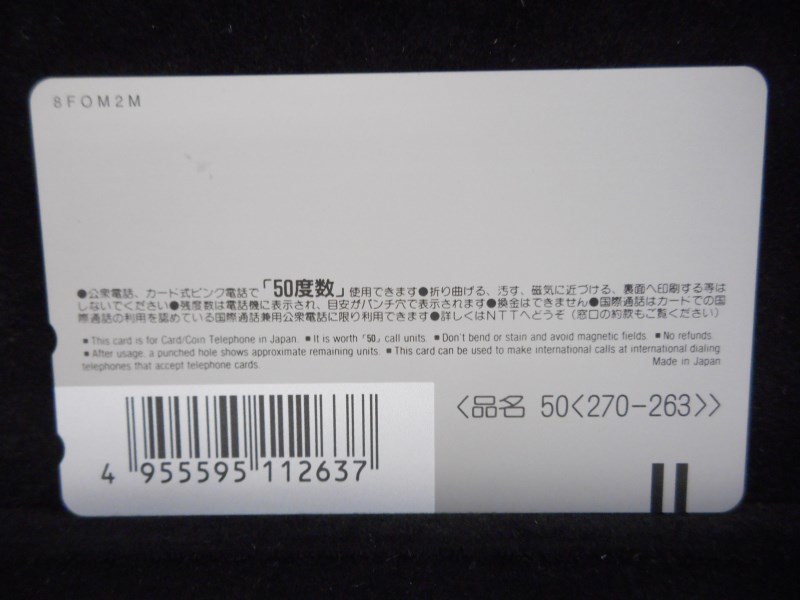 8FOM2M
●公衆電話、カード式ピンク電話で「50度数」使用できます●折り曲げる、汚す、磁気に近づける、裏面へ印刷する等は
しないでください●残度数は電話機に表示され、目安がパンチ穴で表示されます●換金はできません●国際通話はカードでの国
際通話の利用を認めている国際通話兼用公衆電話に限り利用できます●詳しくはNTTへどうぞ(窓口の約款もご覧ください)
■This card is for Card/Coin Telephone in Japan. ■It is worth「50」call units. ■Don't bend or stain and avoid magnetic fields. ■No refunds.
■After usage, a punched hole shows approximate remaining units. ■This card can be used to make international calls at international dialing
telephones that accept telephone cards. Made in Japan
〈品名 50〈270-263〉〉
4 955595 112637